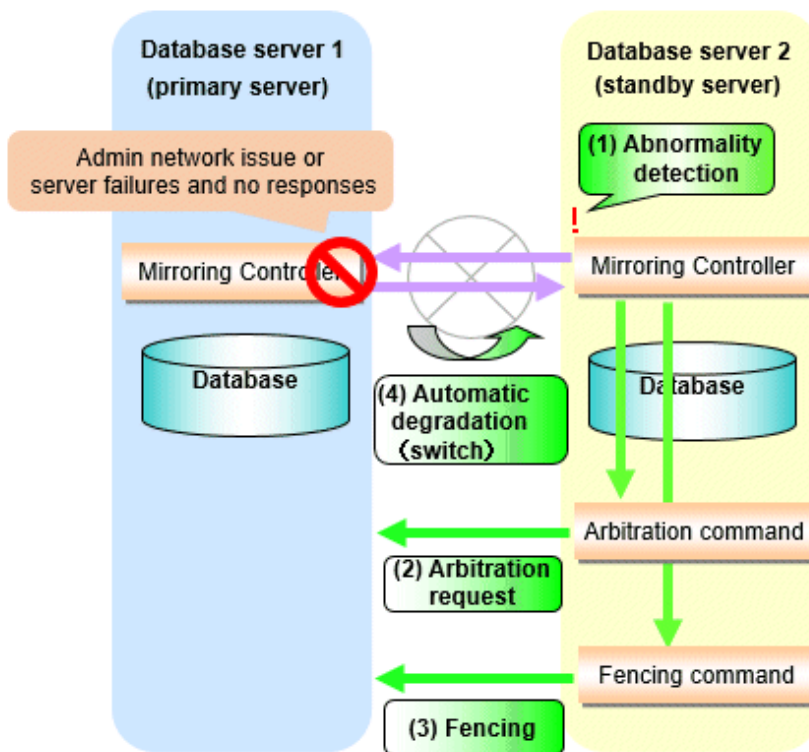 Database server 1
(primary server)
Database server 2
(standby server)
Admin network issue or
server failures and no responses
(1) Abnormality
detection
!
Mirroring Controller
Mirroring Controller
Database
Database
(4) Automatic
degradation
(switch)
Arbitration command
(2) Arbitration
request
Fencing command
(3) Fencing